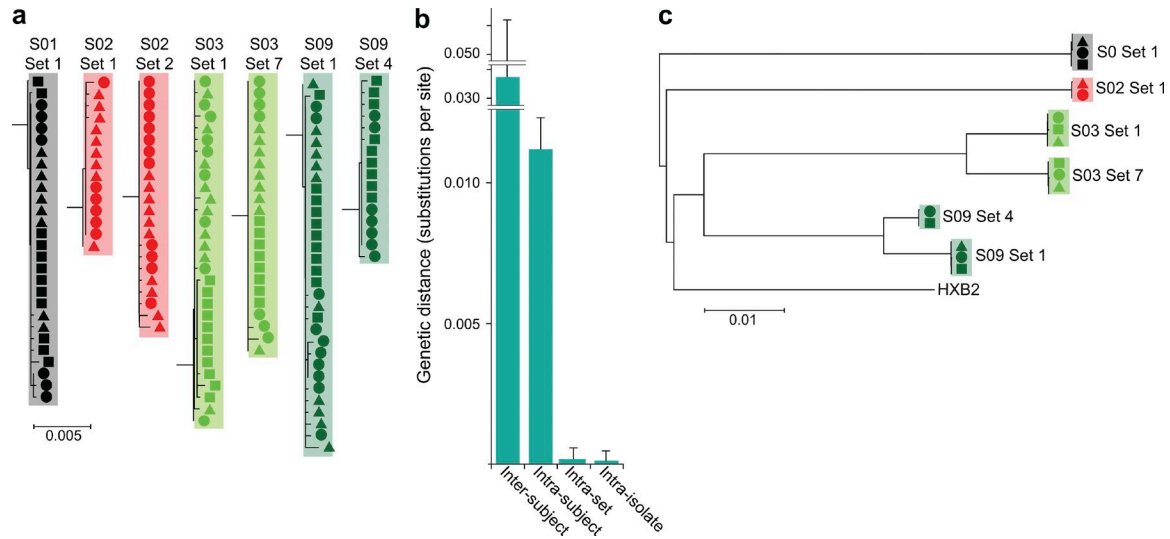 a
S01
Set 1
S02
Set 1
S02
Set 2
S03
Set 1
S03
Set 7
S09
Set 1
S09
Set 4
0.005
b
Genetic distance (substitutions per site)
0.050
0.030
0.010
0.005
Inter-subject
Intra-subject
Intra-set
Intra-isolate
c
S0 Set 1
S02 Set 1
S03 Set 1
S03 Set 7
S09 Set 4
S09 Set 1
HXB2
0.01